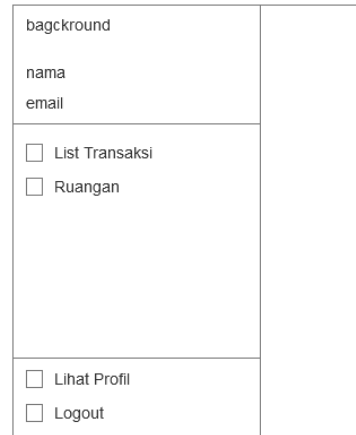 bagckround
nama
email
List Transaksi
Ruangan
Lihat Profil
Logout